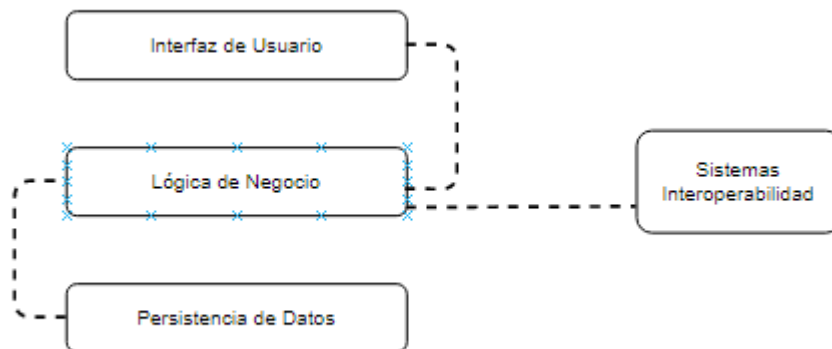 Interfaz de Usuario
Lógica de Negocio
Sistemas
Interoperabilidad
Persistencia de Datos